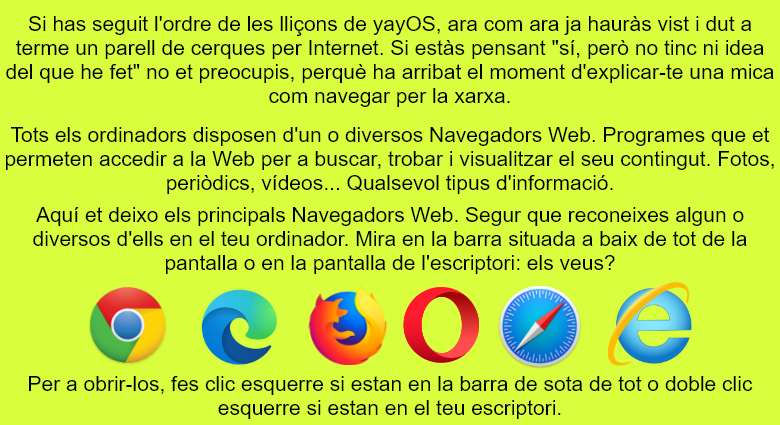 Si has seguit l'ordre de les lliçons de yayOS, ara com ara ja hauràs vist i dut a
terme un parell de cerques per Internet. Si estàs pensant "sí, però no tinc ni idea
del que he fet" no et preocupis, perquè ha arribat el moment d'explicar-te una mica
com navegar per la xarxa.
Tots els ordinadors disposen d'un o diversos Navegadors Web. Programes que et
permeten accedir a la Web per a buscar, trobar i visualitzar el seu contingut. Fotos,
periòdics, vídeos... Qualsevol tipus d'informació.
Aquí et deixo els principals Navegadors Web. Segur que reconeixes algun o
diversos d'ells en el teu ordinador. Mira en la barra situada a baix de tot de la
pantalla o en la pantalla de l'escriptori: els veus?
Per a obrir-los, fes clic esquerre si estan en la barra de sota de tot o doble clic
esquerre si estan en el teu escriptori.